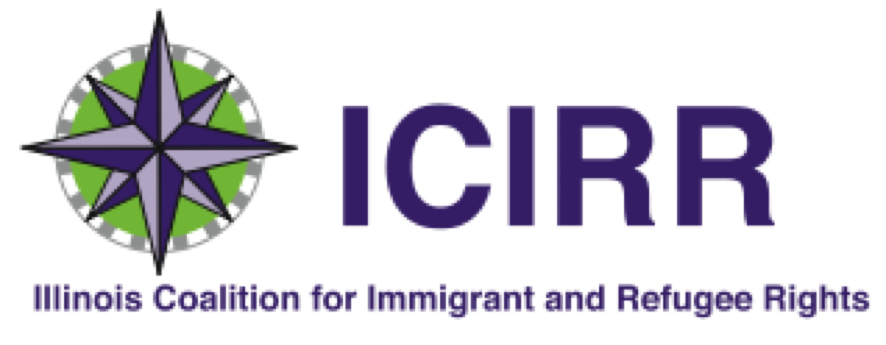 ICIRR
Illinois Coalition for Immigrant and Refugee Rights